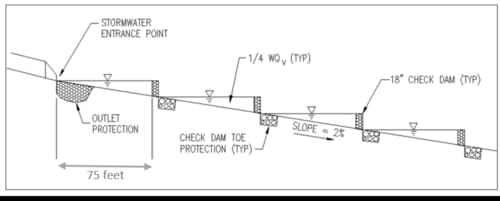 STORMWATER
ENTRANCE POINT
1/4 WQv (TYP)
18" CHECK DAM (TYP)
OUTLET
PROTECTION
CHECK DAM TOE
PROTECTION (TYP)
SLOPE = 2%
75 feet